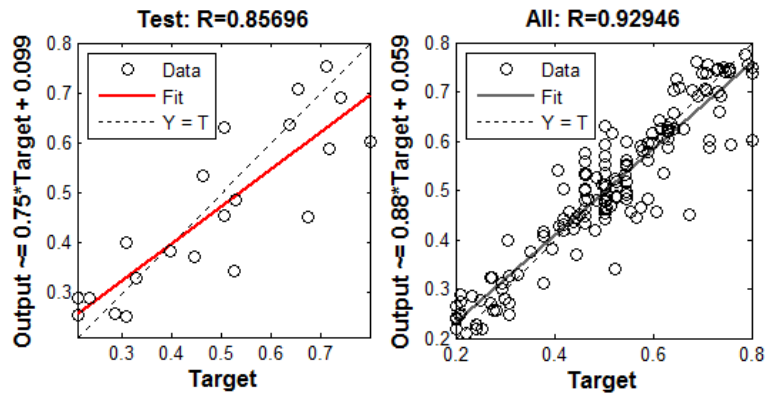 Test: R=0.85696
Output ~= 0.75*Target + 0.099
0.8
0.7
0.6
0.5
0.4
0.3
Data
Fit
Y = T
0.3 0.4 0.5 0.6 0.7
Target
All: R=0.92946
Output ~= 0.88*Target + 0.059
0.8
0.7
0.6
0.5
0.4
0.3
0.2
Data
Fit
Y = T
0.2 0.4 0.6 0.8
Target